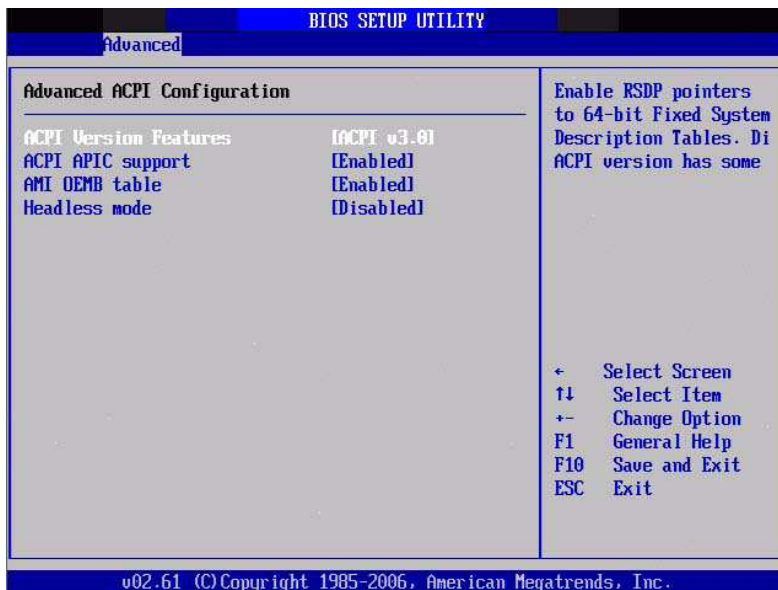 BIOS SETUP UTILITY
Advanced
Advanced ACPI Configuration
ACPI Version Features [ACPI v3.0]
ACPI APIC support [Enabled]
AMI OEMB table [Enabled]
Headless mode [Disabled]
Enable RSDP pointers
to 64-bit Fixed System
Description Tables. Di
ACPI version has some
← Select Screen
↑↓ Select Item
+- Change Option
F1 General Help
F10 Save and Exit
ESC Exit
v02.61 (C)Copyright 1985-2006, American Megatrends, Inc.